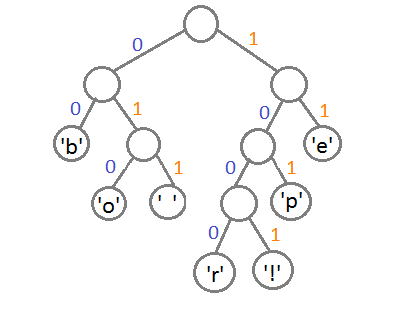 0 1
0 1 0 1
'b' 0 1 0 1 'e'
'o' ' ' 'p'
0 1
'r' '!'